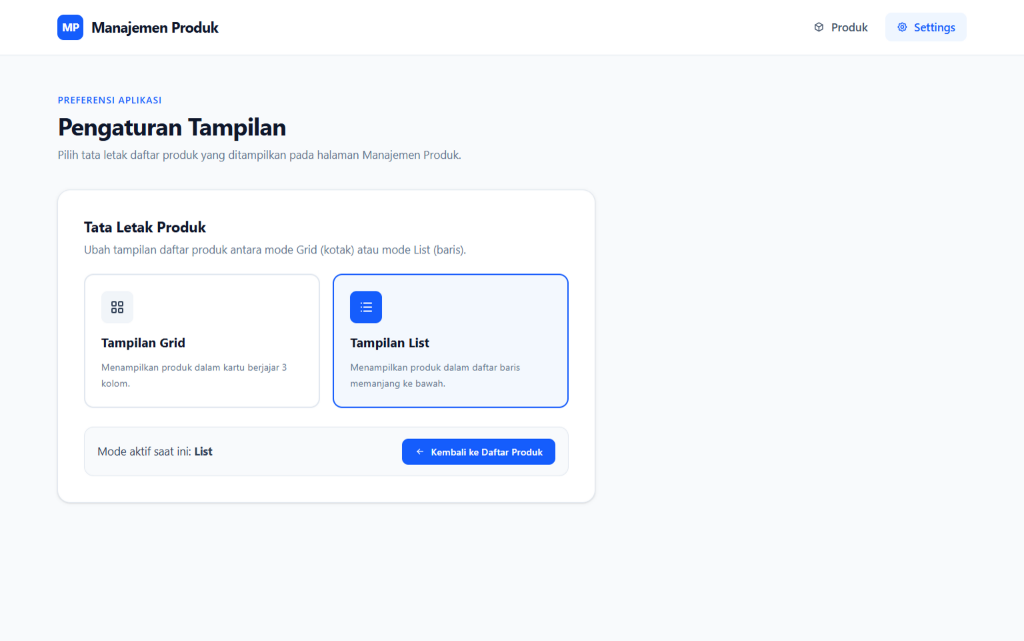 MP Manajemen Produk
Produk
Settings
PREFERENSI APLIKASI
Pengaturan Tampilan
Pilih tata letak daftar produk yang ditampilkan pada halaman Manajemen Produk.
Tata Letak Produk
Ubah tampilan daftar produk antara mode Grid (kotak) atau mode List (baris).
Tampilan Grid
Menampilkan produk dalam kartu berjajar 3
kolom.
Tampilan List
Menampilkan produk dalam daftar baris
memanjang ke bawah.
Mode aktif saat ini: List
← Kembali ke Daftar Produk